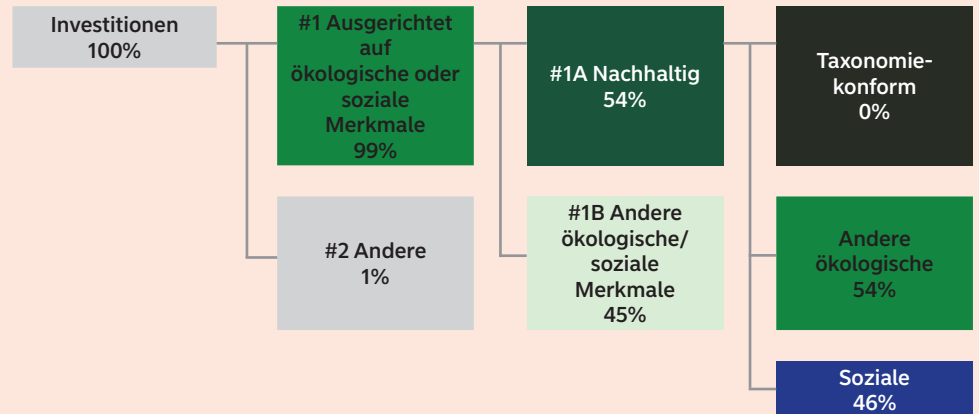 Investitionen
100%
#1 Ausgerichtet
auf
ökologische oder
soziale
Merkmale
99%
#1A Nachhaltig
54%
Taxonomie-
konform
0%
#2 Andere
1%
#1B Andere
ökologische/
soziale
Merkmale
45%
Andere
ökologische
54%
Soziale
46%